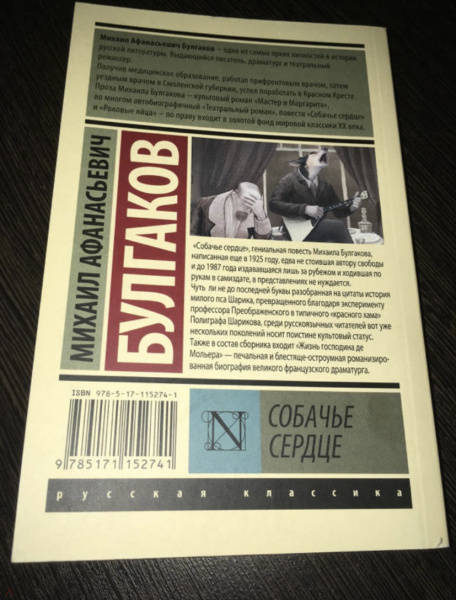 Михаил Афанасьевич Булгаков — один из самых ярких личностей в истории
русской литературы. Выдающийся писатель, драматург и театральный
режиссер.
Получив медицинское образование, работал прифронтовым врачом, затем
уездным врачом в Смоленской губернии, успел поработать в Красном Кресте.
Проза Михаила Булгакова — культовый роман «Мастер и Маргарита»,
во многом автобиографичный «Театральный роман», повести «Собачье сердце»
и «Роковые яйца» — по праву входит в золотой фонд мировой классики XX века.
МИХАИЛ АФАНАСЬЕВИЧ
БУЛГАКОВ
«Собачье сердце», гениальная повесть Михаила Булгакова,
написанная еще в 1925 году, едва не стоившая автору свободы
и до 1987 года издававшаяся лишь за рубежом и ходившая по
рукам в самиздате, в представлениях не нуждается.
Чуть ли не до последней буквы разобранная на цитаты история
милого пса Шарика, превращенного благодаря эксперименту
профессора Преображенского в типичного «красного хама»
Полиграфа Шарикова, среди русскоязычных читателей вот уже
нескольких поколений носит поистине культовый статус.
Также в состав сборника входит «Жизнь господина де
Мольера» — печальная и блестяще-остроумная романизиро-
ванная биография великого французского драматурга.
ISBN 978-5-17-115274-1
9 785171 152741
N
СОБАЧЬЕ
СЕРДЦЕ
русская классика